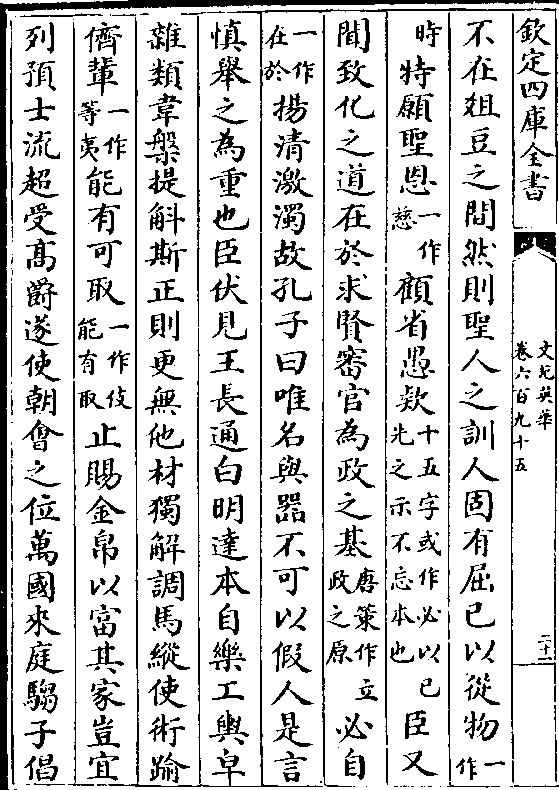 欽定四庫全書
文苑英華
卷六百九十五
二十一
不在俎豆之間然則聖人之訓人固有屈已以從物一作
時特願聖恩一作慈顧省愚欵十五字或作必以已先之示不忘本也臣又
聞致化之道在於求賢審官為政之基唐策作立政之原必自
一作在於揚清激濁故孔子曰唯名與器不可以假人是言
慎舉之為重也臣伏見王長通白明達本自樂工輿皁
雜類韋槃提斛斯正則更無他材獨解調馬縱使術踰
儕輩一作等夷能有可取一作伎能有取止賜金帛以富其家豈宜
列預士流超受高爵遂使朝會之位萬國來庭騶子倡